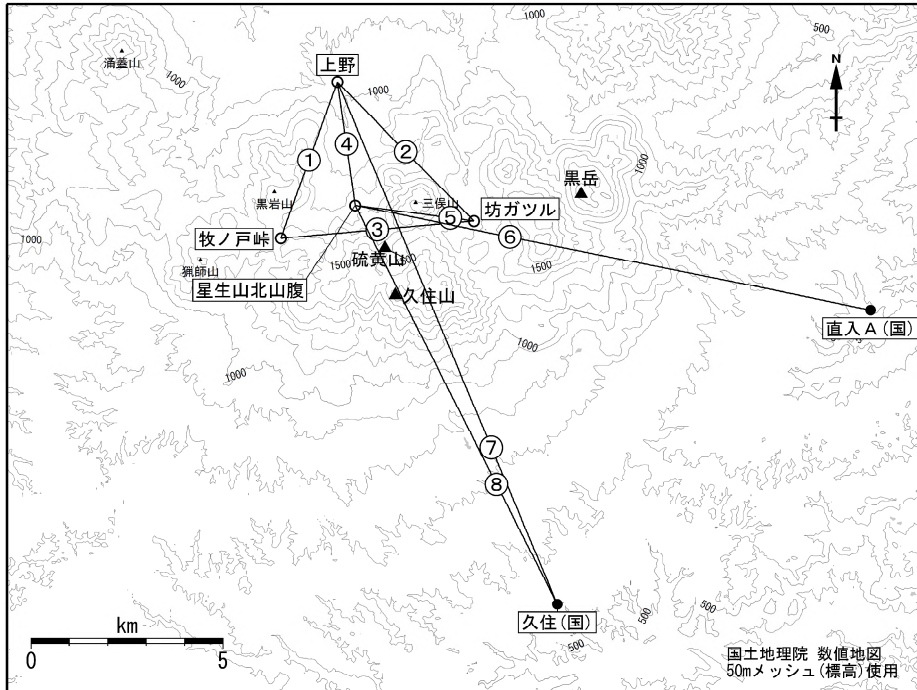 500
1000
涌蓋山
1000
上野
1000
N
④
②
①
1000
黒岳
黒岩山
三俣山
坊ガツル
⑤
③
⑥
牧ノ戸峠
1000
硫黄山
1500
1500
猟師山
星生山北山腹
久住山
直入A(国)
1000
1000
⑦
⑧
久住(国)
500
500
500
km
0 5
国土地理院 数値地図
50mメッシュ(標高)使用